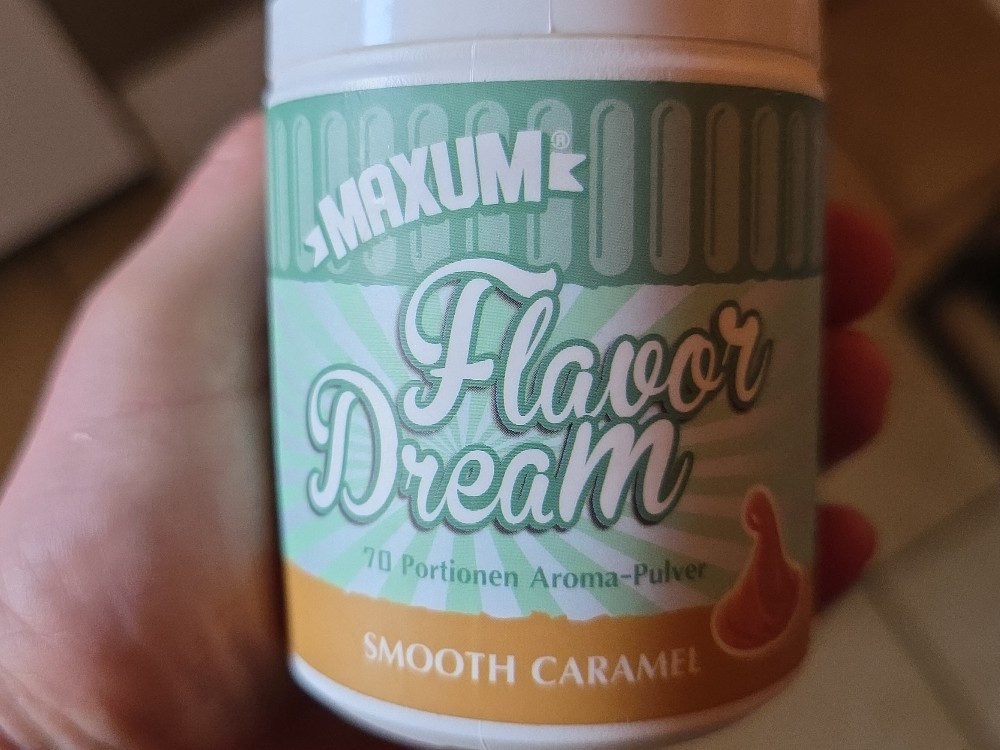 MAXUM®
Flavor
Dream
70 Portionen Aroma-Pulver
SMOOTH CARAMEL